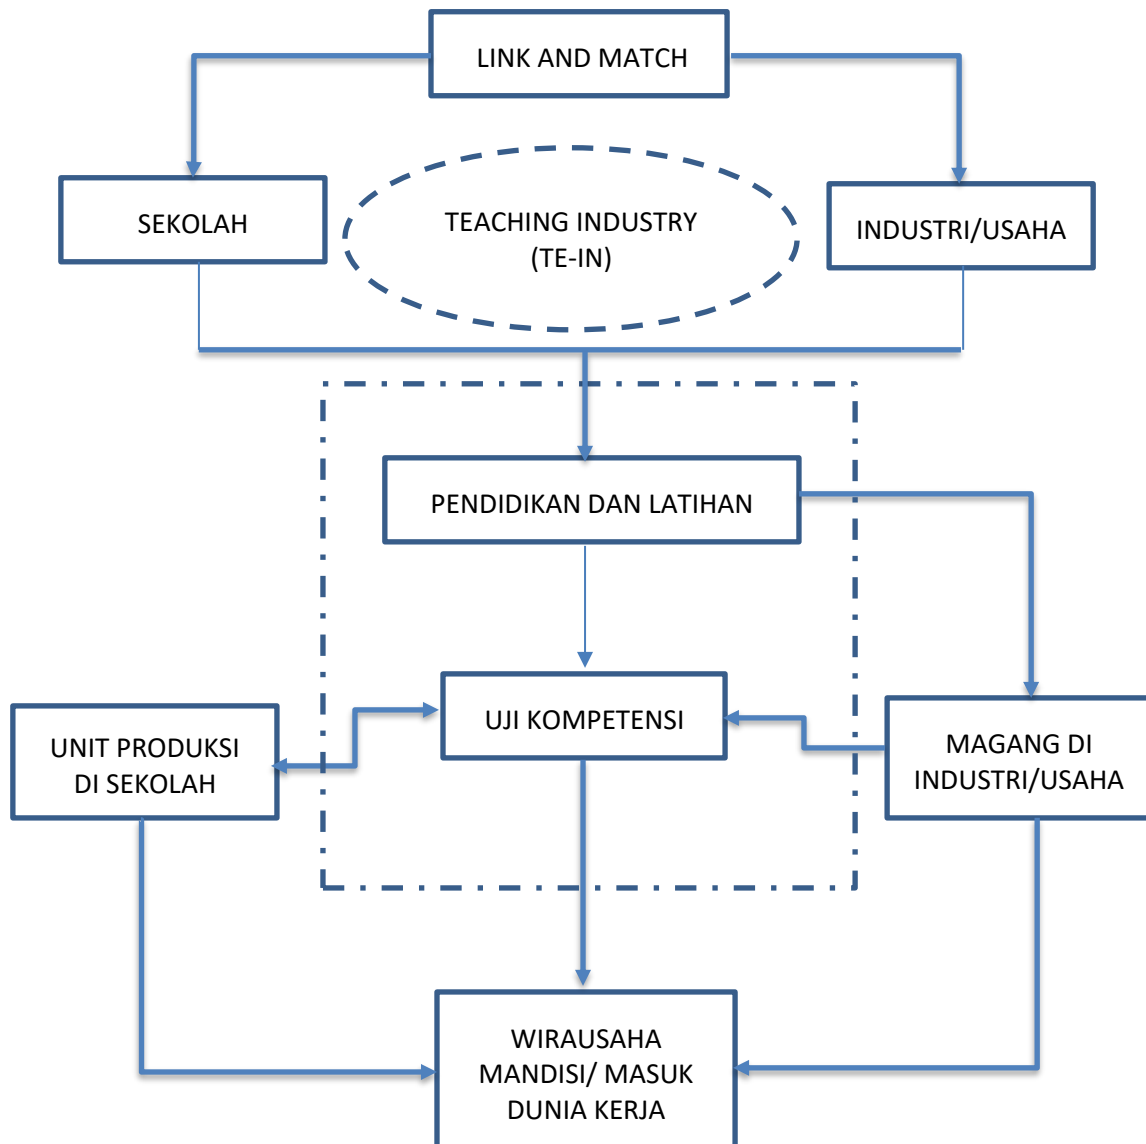 LINK AND MATCH
SEKOLAH
TEACHING INDUSTRY
(TE-IN)
INDUSTRI/USAHA
PENDIDIKAN DAN LATIHAN
UJI KOMPETENSI
UNIT PRODUKSI
DI SEKOLAH
MAGANG DI
INDUSTRI/USAHA
WIRAUSAHA
MANDISI/ MASUK
DUNIA KERJA